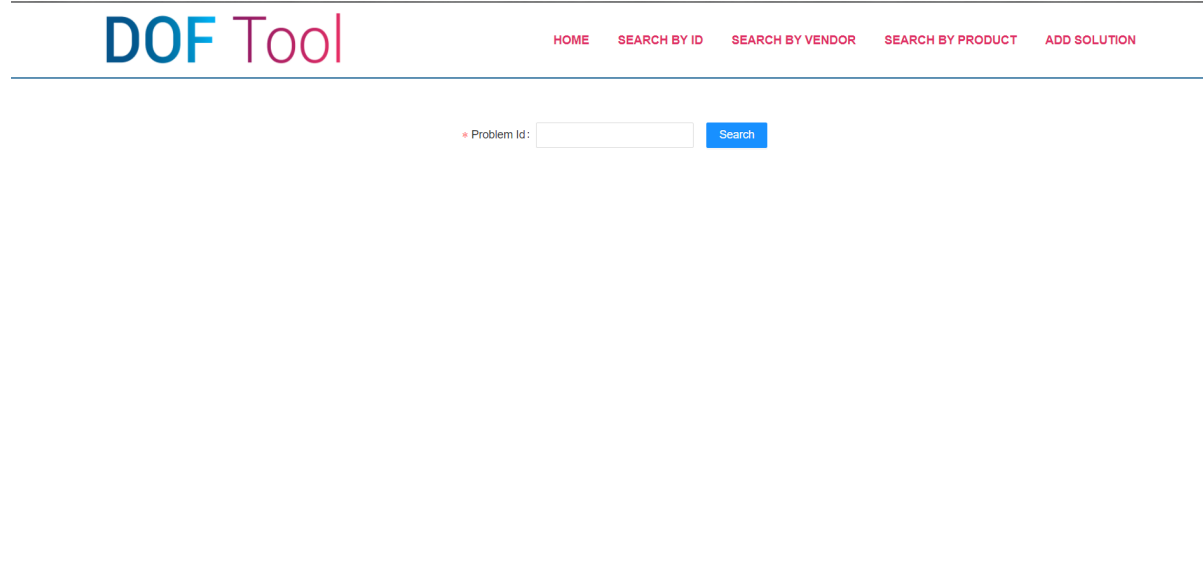 DOF Tool
HOME SEARCH BY ID SEARCH BY VENDOR SEARCH BY PRODUCT ADD SOLUTION
* Problem Id: Search